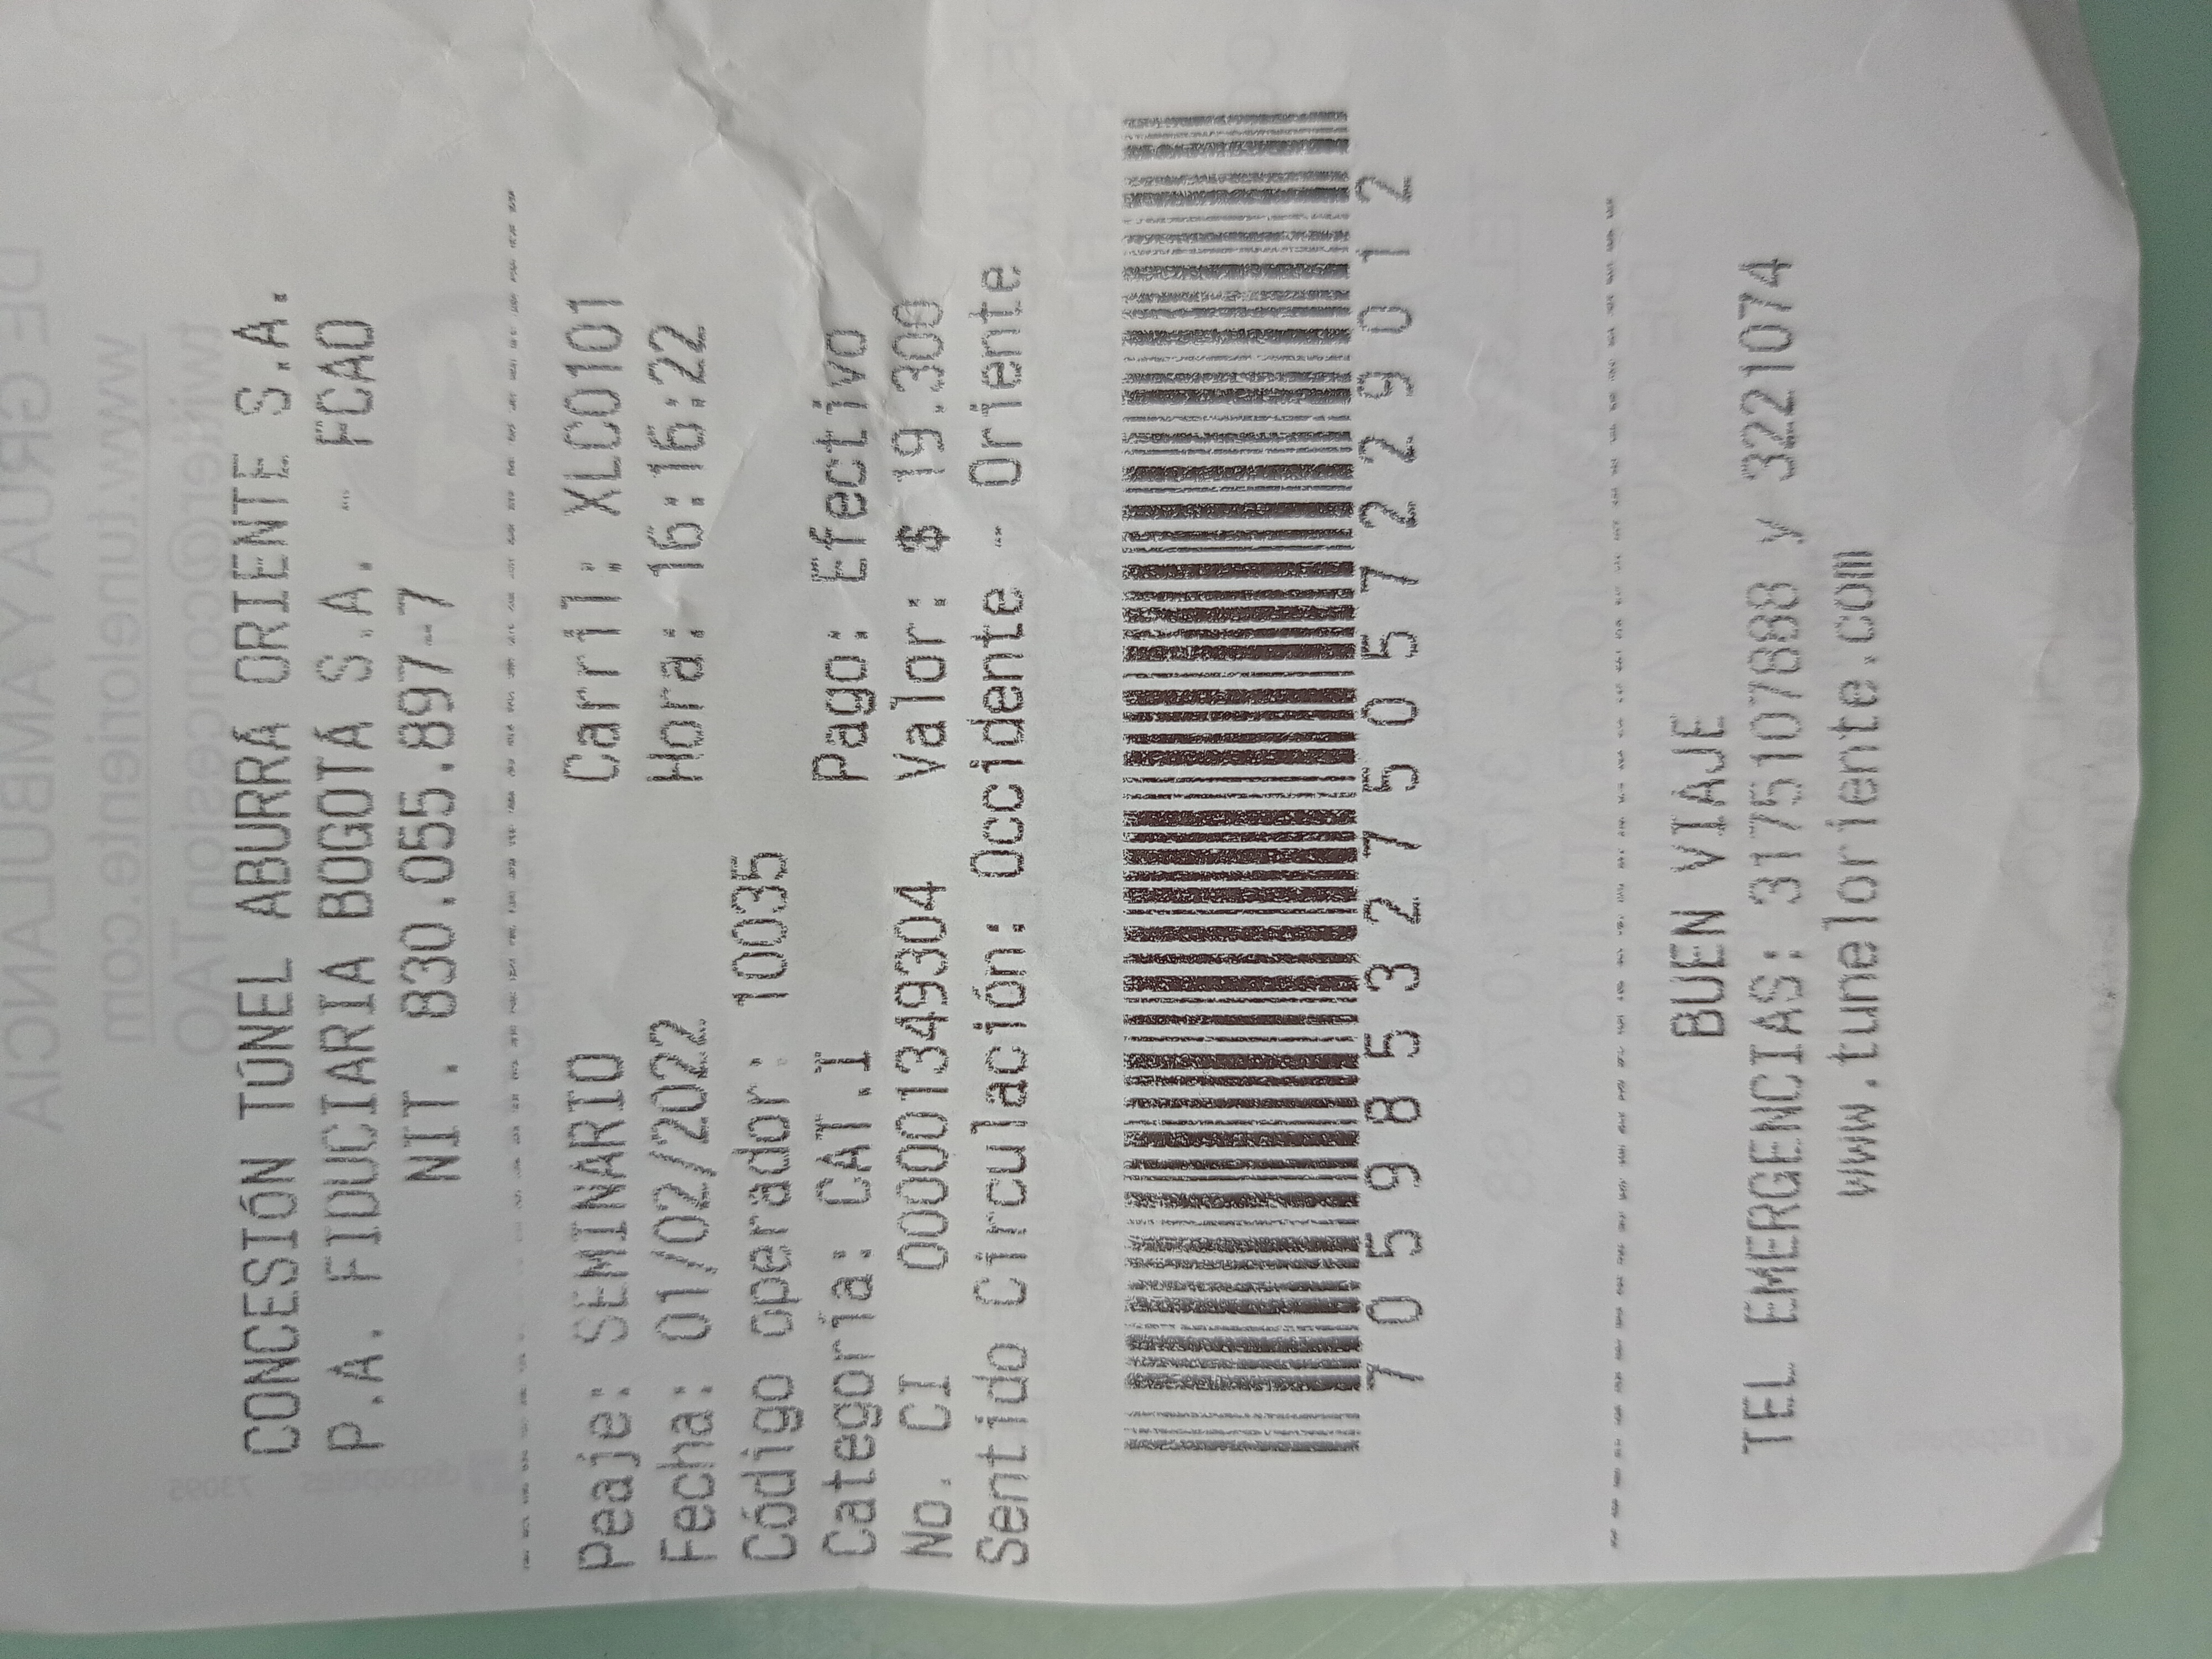 CONCESIÓN TÚNEL ABURRÁ ORIENTE S.A.
P.A. FIDUCIARIA BOGOTÁ S.A. - FCAO
NIT. 830.055.897-7
Peaje: SEMINARIO Carril: XLC0101
Fecha: 01/02/2022 Hora: 16:16:22
Código operador: 10035
Categoría: CAT.I Pago: Efectivo
No. CI 000001349304 Valor: $ 19.300
Sentido Circulación: Occidente - Oriente
7059853275057229012
BUEN VIAJE
TEL EMERGENCIAS: 3175107888 y 3221074
www.tuneloriente.com